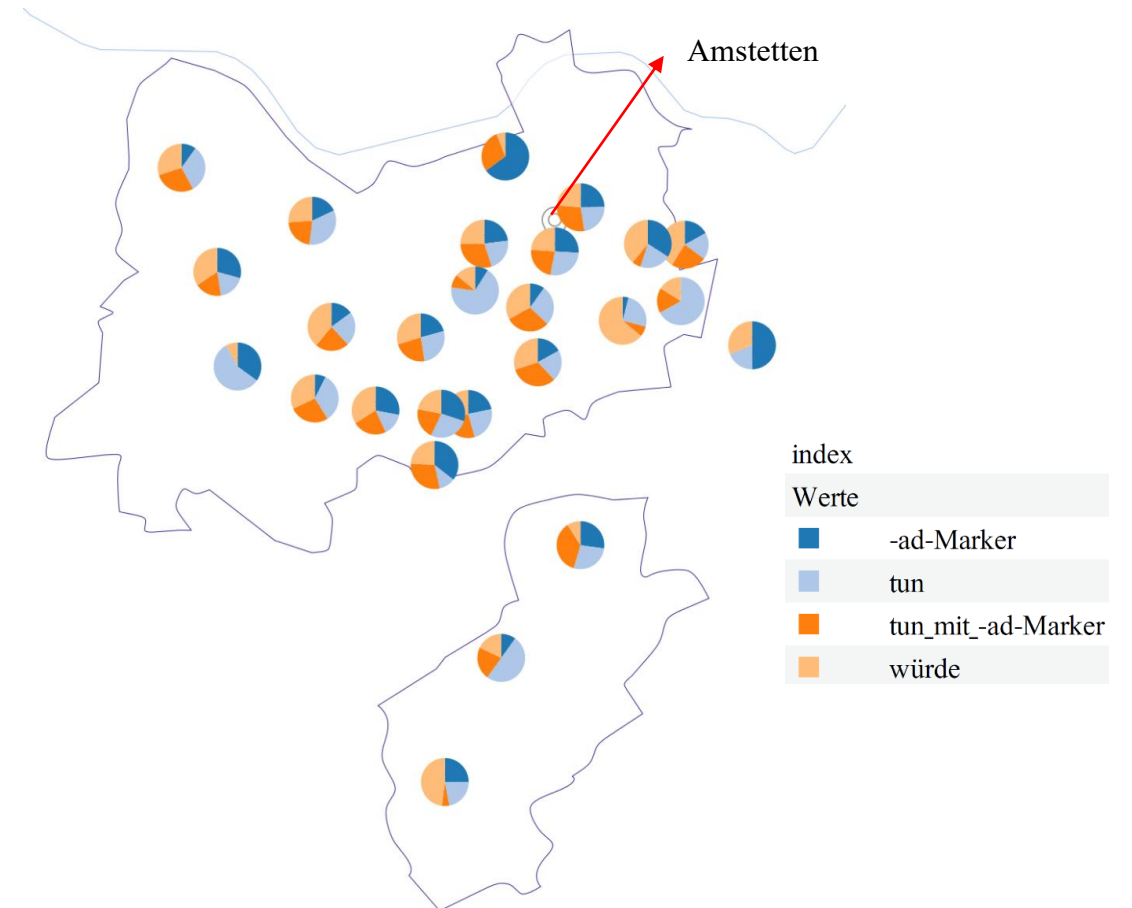 Amstetten
index
Werte
-ad-Marker
tun
tun_mit_-ad-Marker
würde